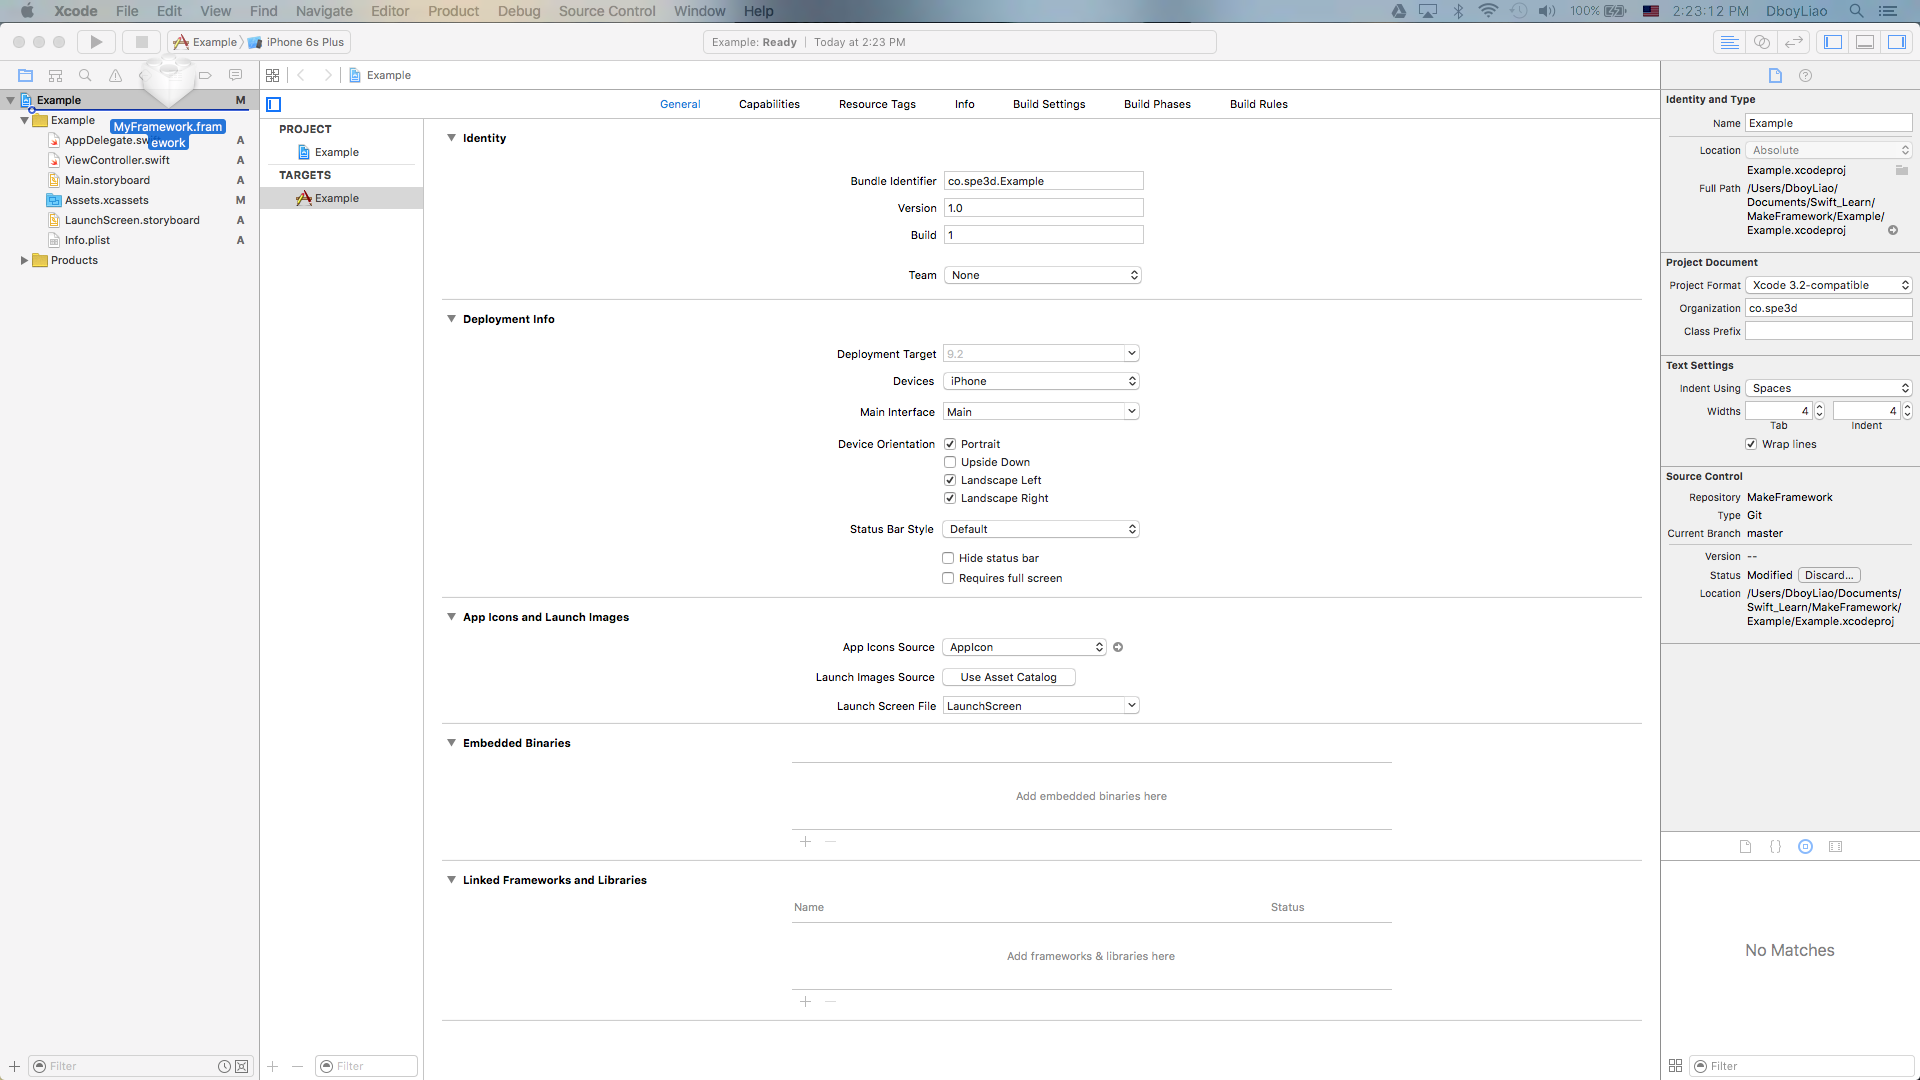 Xcode File Edit View Find Navigate Editor Product Debug Source Control Window Help 100% 2:23:12 PM DboyLiao
Example iPhone 6s Plus Example: Ready Today at 2:23 PM
Example
Example M
Example
MyFramework.fram
ework
AppDelegate.sw A
ViewController.swift A
Main.storyboard A
Assets.xcassets M
LaunchScreen.storyboard A
Info.plist A
Products
Filter
General Capabilities Resource Tags Info Build Settings Build Phases Build Rules
PROJECT
Example
TARGETS
Example
Filter
Identity
Bundle Identifier co.spe3d.Example
Version 1.0
Build 1
Team None
Deployment Info
Deployment Target 9.2
Devices iPhone
Main Interface Main
Device Orientation Portrait
Upside Down
Landscape Left
Landscape Right
Status Bar Style Default
Hide status bar
Requires full screen
App Icons and Launch Images
App Icons Source AppIcon
Launch Images Source Use Asset Catalog
Launch Screen File LaunchScreen
Embedded Binaries
Add embedded binaries here
Linked Frameworks and Libraries
Name Status
Add frameworks & libraries here
Identity and Type
Name Example
Location Absolute
Example.xcodeproj
Full Path /Users/DboyLiao/
Documents/Swift_Learn/
MakeFramework/Example/
Example.xcodeproj
Project Document
Project Format Xcode 3.2-compatible
Organization co.spe3d
Class Prefix
Text Settings
Indent Using Spaces
Widths 4 4
Tab Indent
Wrap lines
Source Control
Repository MakeFramework
Type Git
Current Branch master
Version --
Status Modified Discard...
Location /Users/DboyLiao/Documents/
Swift_Learn/MakeFramework/
Example/Example.xcodeproj
No Matches
Filter